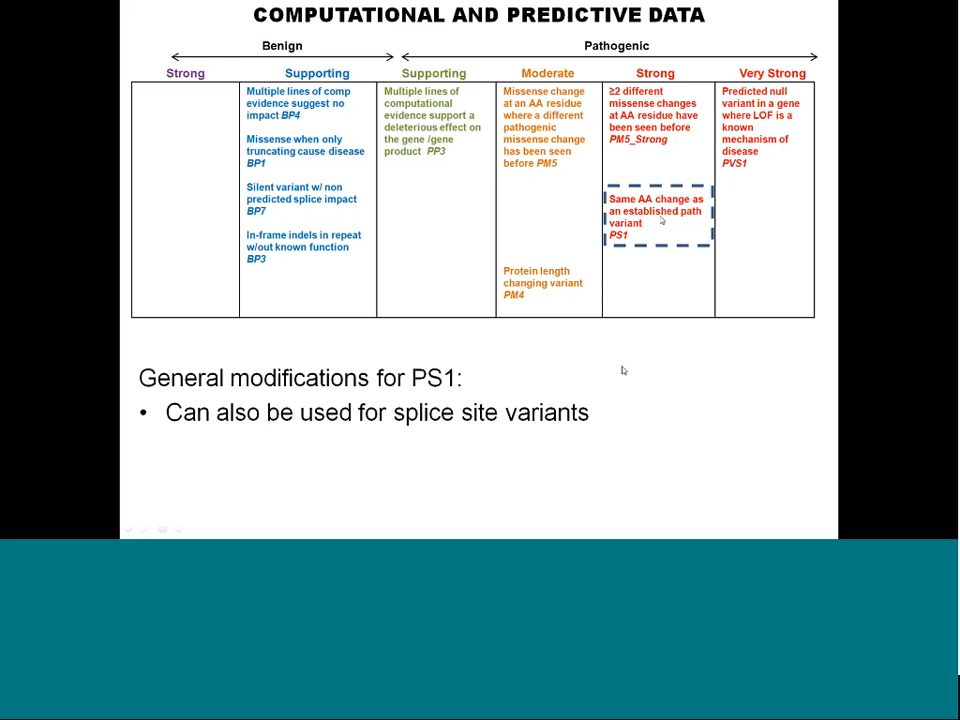 COMPUTATIONAL AND PREDICTIVE DATA
Benign
Pathogenic
Strong
Supporting
Supporting
Moderate
Strong
Very Strong
Multiple lines of comp
evidence suggest no
impact BP4
Missense when only
truncating cause disease
BP1
Silent variant w/ non
predicted splice impact
BP7
In-frame indels in repeat
w/out known function
BP3
Multiple lines of
computational
evidence support a
deleterious effect on
the gene /gene
product PP3
Missense change
at an AA residue
where a different
pathogenic
missense change
has been seen
before PM5
Protein length
changing variant
PM4
≥2 different
missense changes
at AA residue have
been seen before
PM5_Strong
Same AA change as
an established path
variant
PS1
Predicted null
variant in a gene
where LOF is a
known
mechanism of
disease
PVS1
General modifications for PS1:
• Can also be used for splice site variants